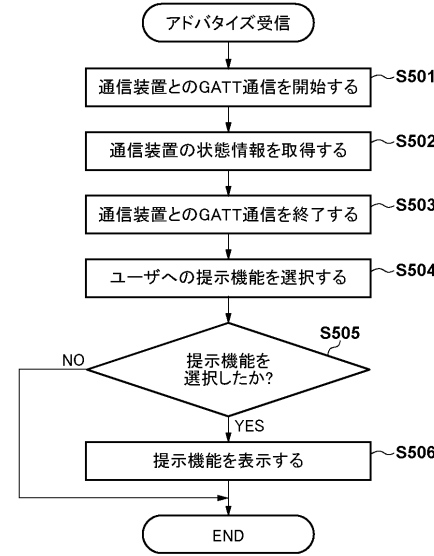 アドバタイズ受信
通信装置とのGATT通信を開始する
S501
通信装置の状態情報を取得する
S502
通信装置とのGATT通信を終了する
S503
ユーザへの提示機能を選択する
S504
S505
提示機能を
選択したか?
NO
YES
提示機能を表示する
S506
END